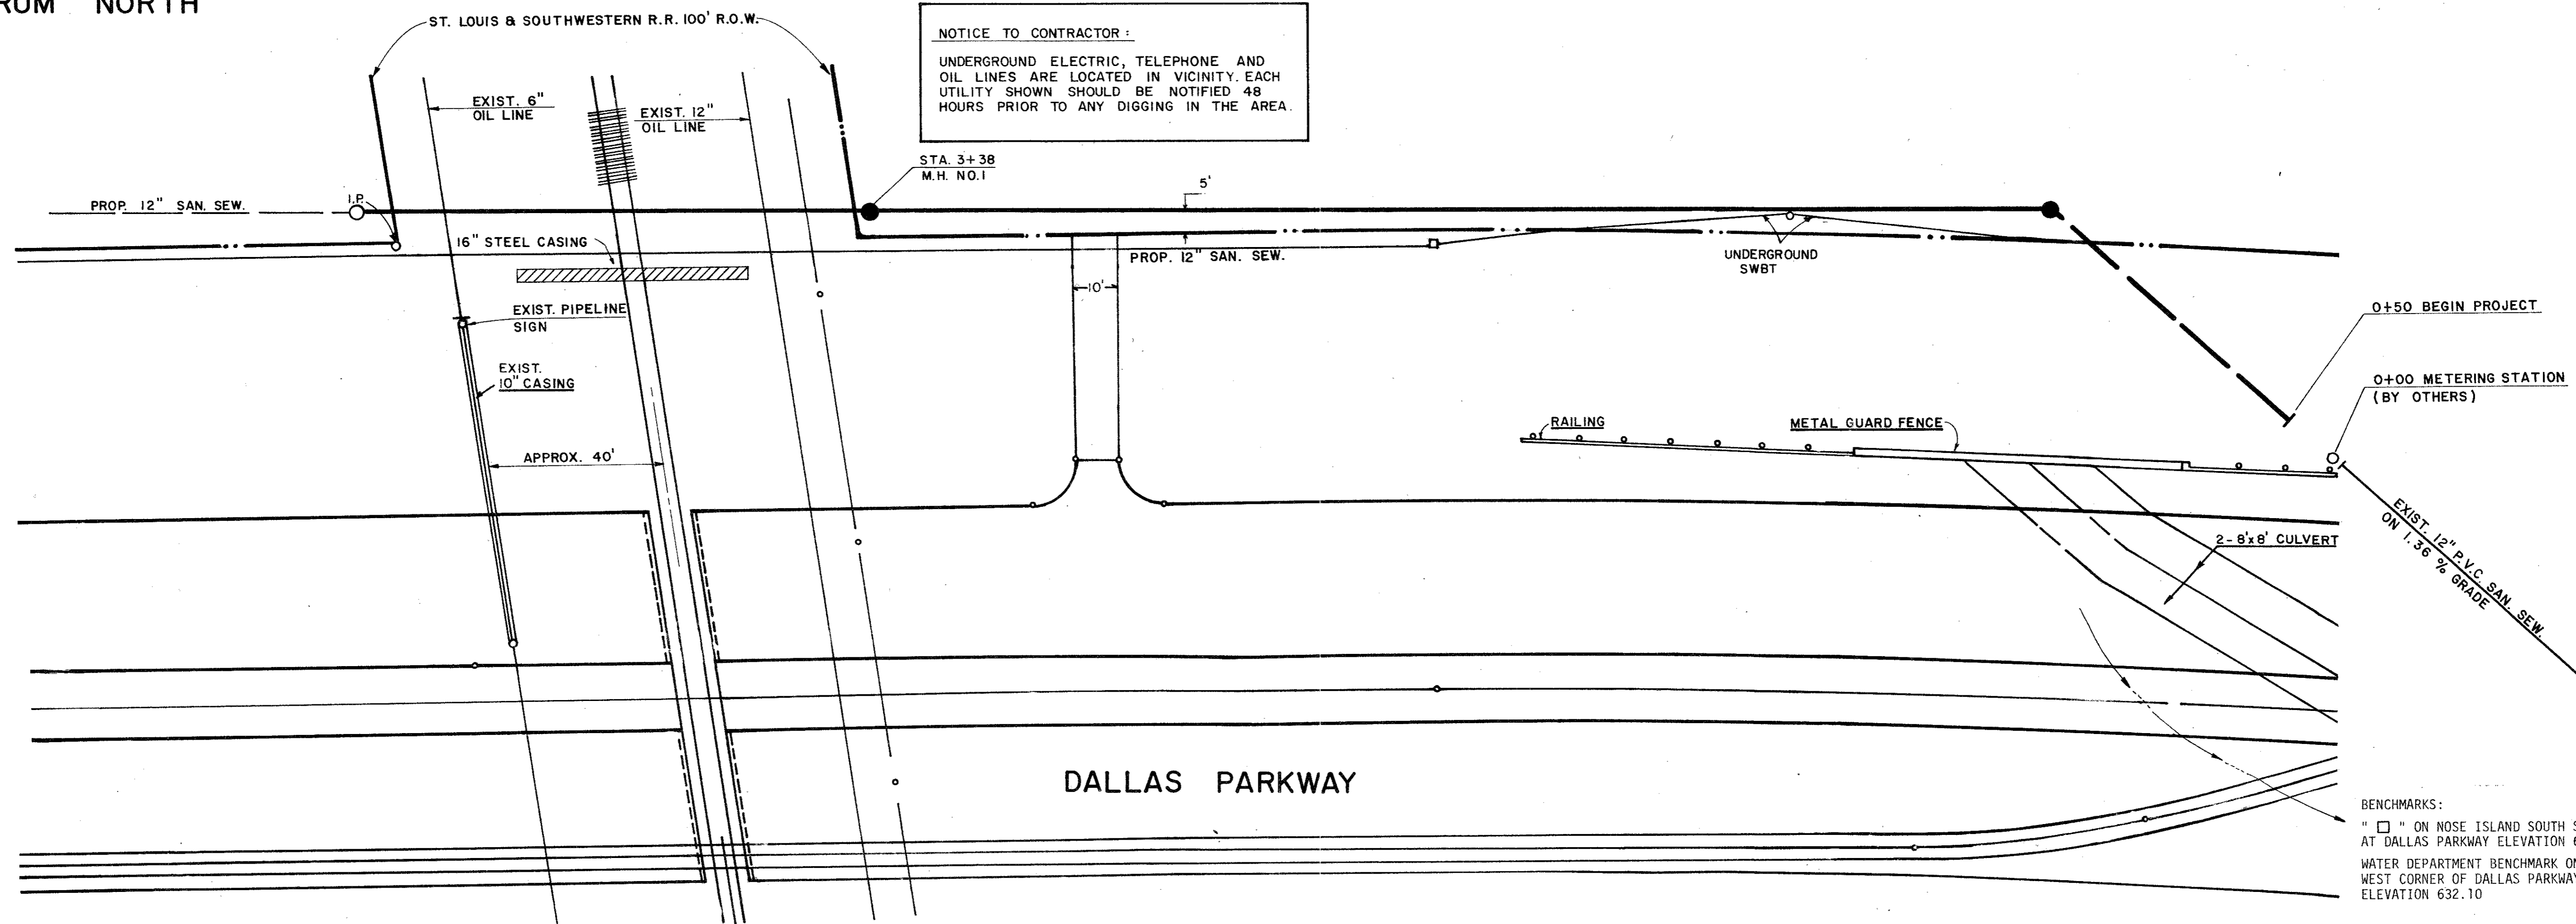 NORTH
ST. LOUIS & SOUTHWESTERN R.R. 100' R.O.W.
NOTICE TO CONTRACTOR :
UNDERGROUND ELECTRIC, TELEPHONE AND
OIL LINES ARE LOCATED IN VICINITY. EACH
UTILITY SHOWN SHOULD BE NOTIFIED 48
HOURS PRIOR TO ANY DIGGING IN THE AREA.
EXIST. 6"
OIL LINE
EXIST. 12"
OIL LINE
STA. 3+38
M.H. NO.1
5'
PROP. 12" SAN. SEW.
I.P.
16" STEEL CASING
PROP. 12" SAN. SEW.
UNDERGROUND
SWBT
10'
EXIST. PIPELINE
SIGN
0+50 BEGIN PROJECT
EXIST.
10" CASING
0+00 METERING STATION
(BY OTHERS)
RAILING
METAL GUARD FENCE
APPROX. 40'
EXIST. 12" P.V.C. SAN. SEW.
ON 1.36 % GRADE
2-8'x8' CULVERT
DALLAS PARKWAY
BENCHMARKS:
" □ " ON NOSE ISLAND SOUTH
AT DALLAS PARKWAY ELEVATION
WATER DEPARTMENT BENCHMARK
WEST CORNER OF DALLAS PARKWAY
ELEVATION 632.10